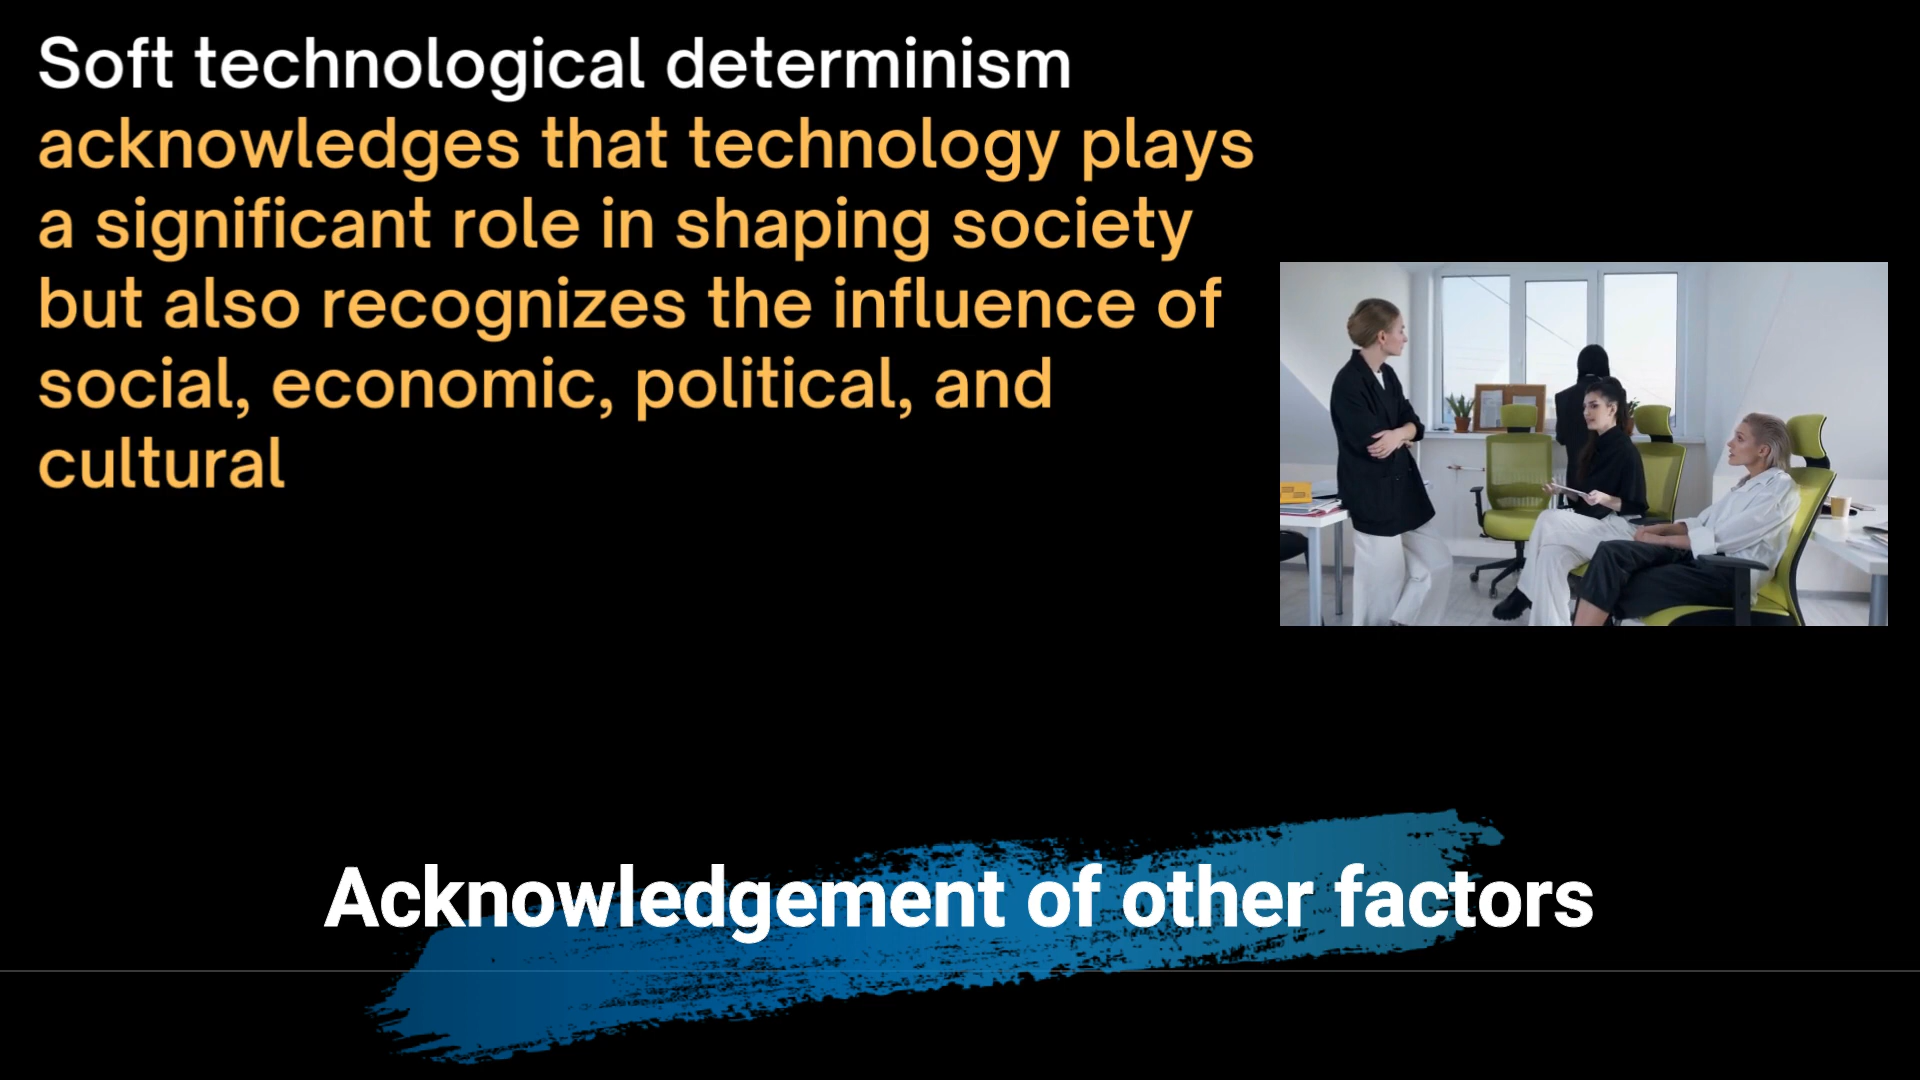 Soft technological determinism
acknowledges that technology plays
a significant role in shaping society
but also recognizes the influence of
social, economic, political, and
cultural
Acknowledgement of other factors